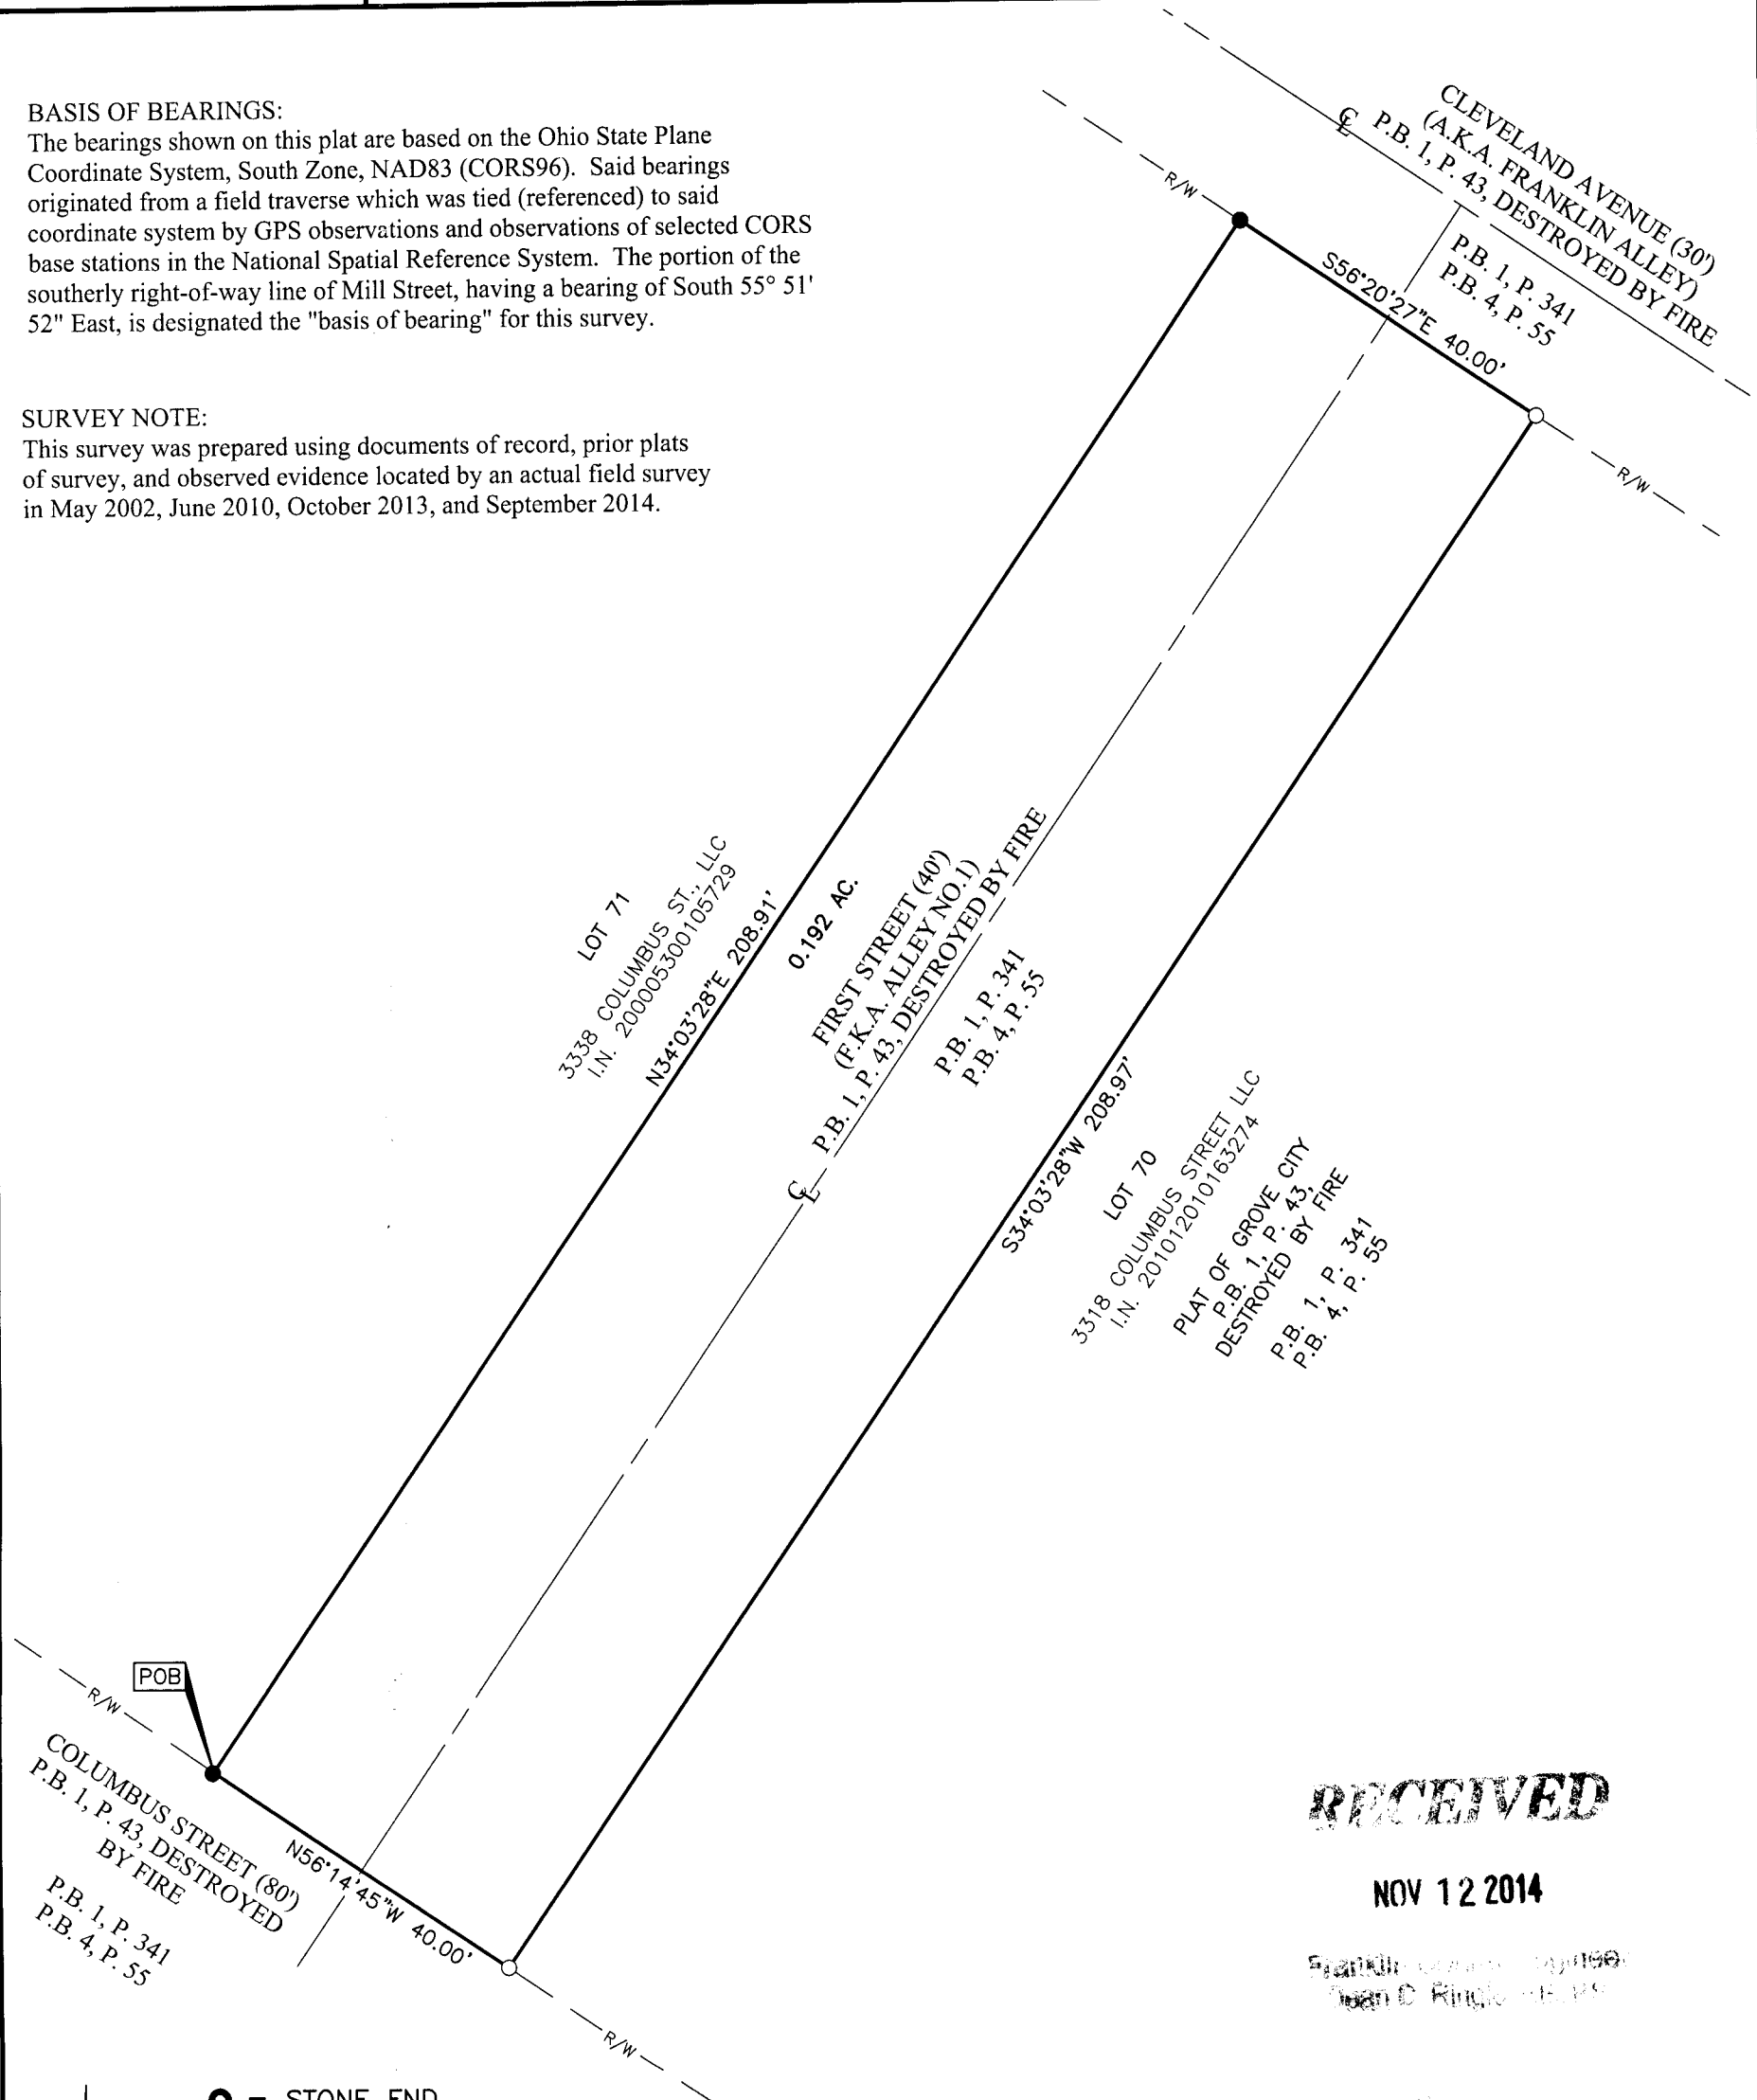 BASIS OF BEARINGS:
The bearings shown on this plat are based on the Ohio State Plane
Coordinate System, South Zone, NAD83 (CORS96).  Said bearings
originated from a field traverse which was tied (referenced) to said
coordinate system by GPS observations and observations of selected CORS
base stations in the National Spatial Reference System.  The portion of the
southerly right-of-way line of Mill Street, having a bearing of South 55° 51'
52" East, is designated the "basis of bearing" for this survey.
SURVEY NOTE:
This survey was prepared using documents of record, prior plats
of survey, and observed evidence located by an actual field survey
in May 2002, June 2010, October 2013, and September 2014.
CLEVELAND AVENUE (30')
(A.K.A. FRANKLIN ALLEY)
℄ P.B. 1, P. 43, DESTROYED BY FIRE
P.B. 1, P. 341
P.B. 4, P. 55
R/W
S56°20'27"E 40.00'
R/W
LOT 71
3338 COLUMBUS ST., LLC
I.N. 200005300105729
N34°03'28"E 208.91'
0.192 AC.
FIRST STREET (40')
(F.K.A. ALLEY NO.1)
℄ P.B. 1, P. 43, DESTROYED BY FIRE
P.B. 1, P. 341
P.B. 4, P. 55
S34°03'28"W 208.97'
LOT 70
3318 COLUMBUS STREET LLC
I.N. 201012010163274
PLAT OF GROVE CITY
P.B. 1, P. 43,
DESTROYED BY FIRE
P.B. 1, P. 341
P.B. 4, P. 55
POB
R/W
COLUMBUS STREET (80')
P.B. 1, P. 43, DESTROYED
BY FIRE
P.B. 1, P. 341
P.B. 4, P. 55
N56°14'45"W 40.00'
R/W
RECEIVED
NOV 12 2014
Franklin
Dean C
= STONE FND